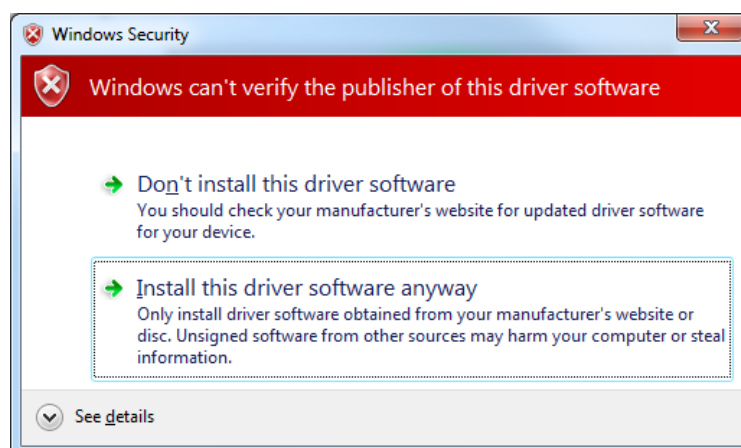 Windows Security
Windows can't verify the publisher of this driver software
Don't install this driver software
You should check your manufacturer's website for updated driver software
for your device.
Install this driver software anyway
Only install driver software obtained from your manufacturer's website or
disc. Unsigned software from other sources may harm your computer or steal
information.
See details